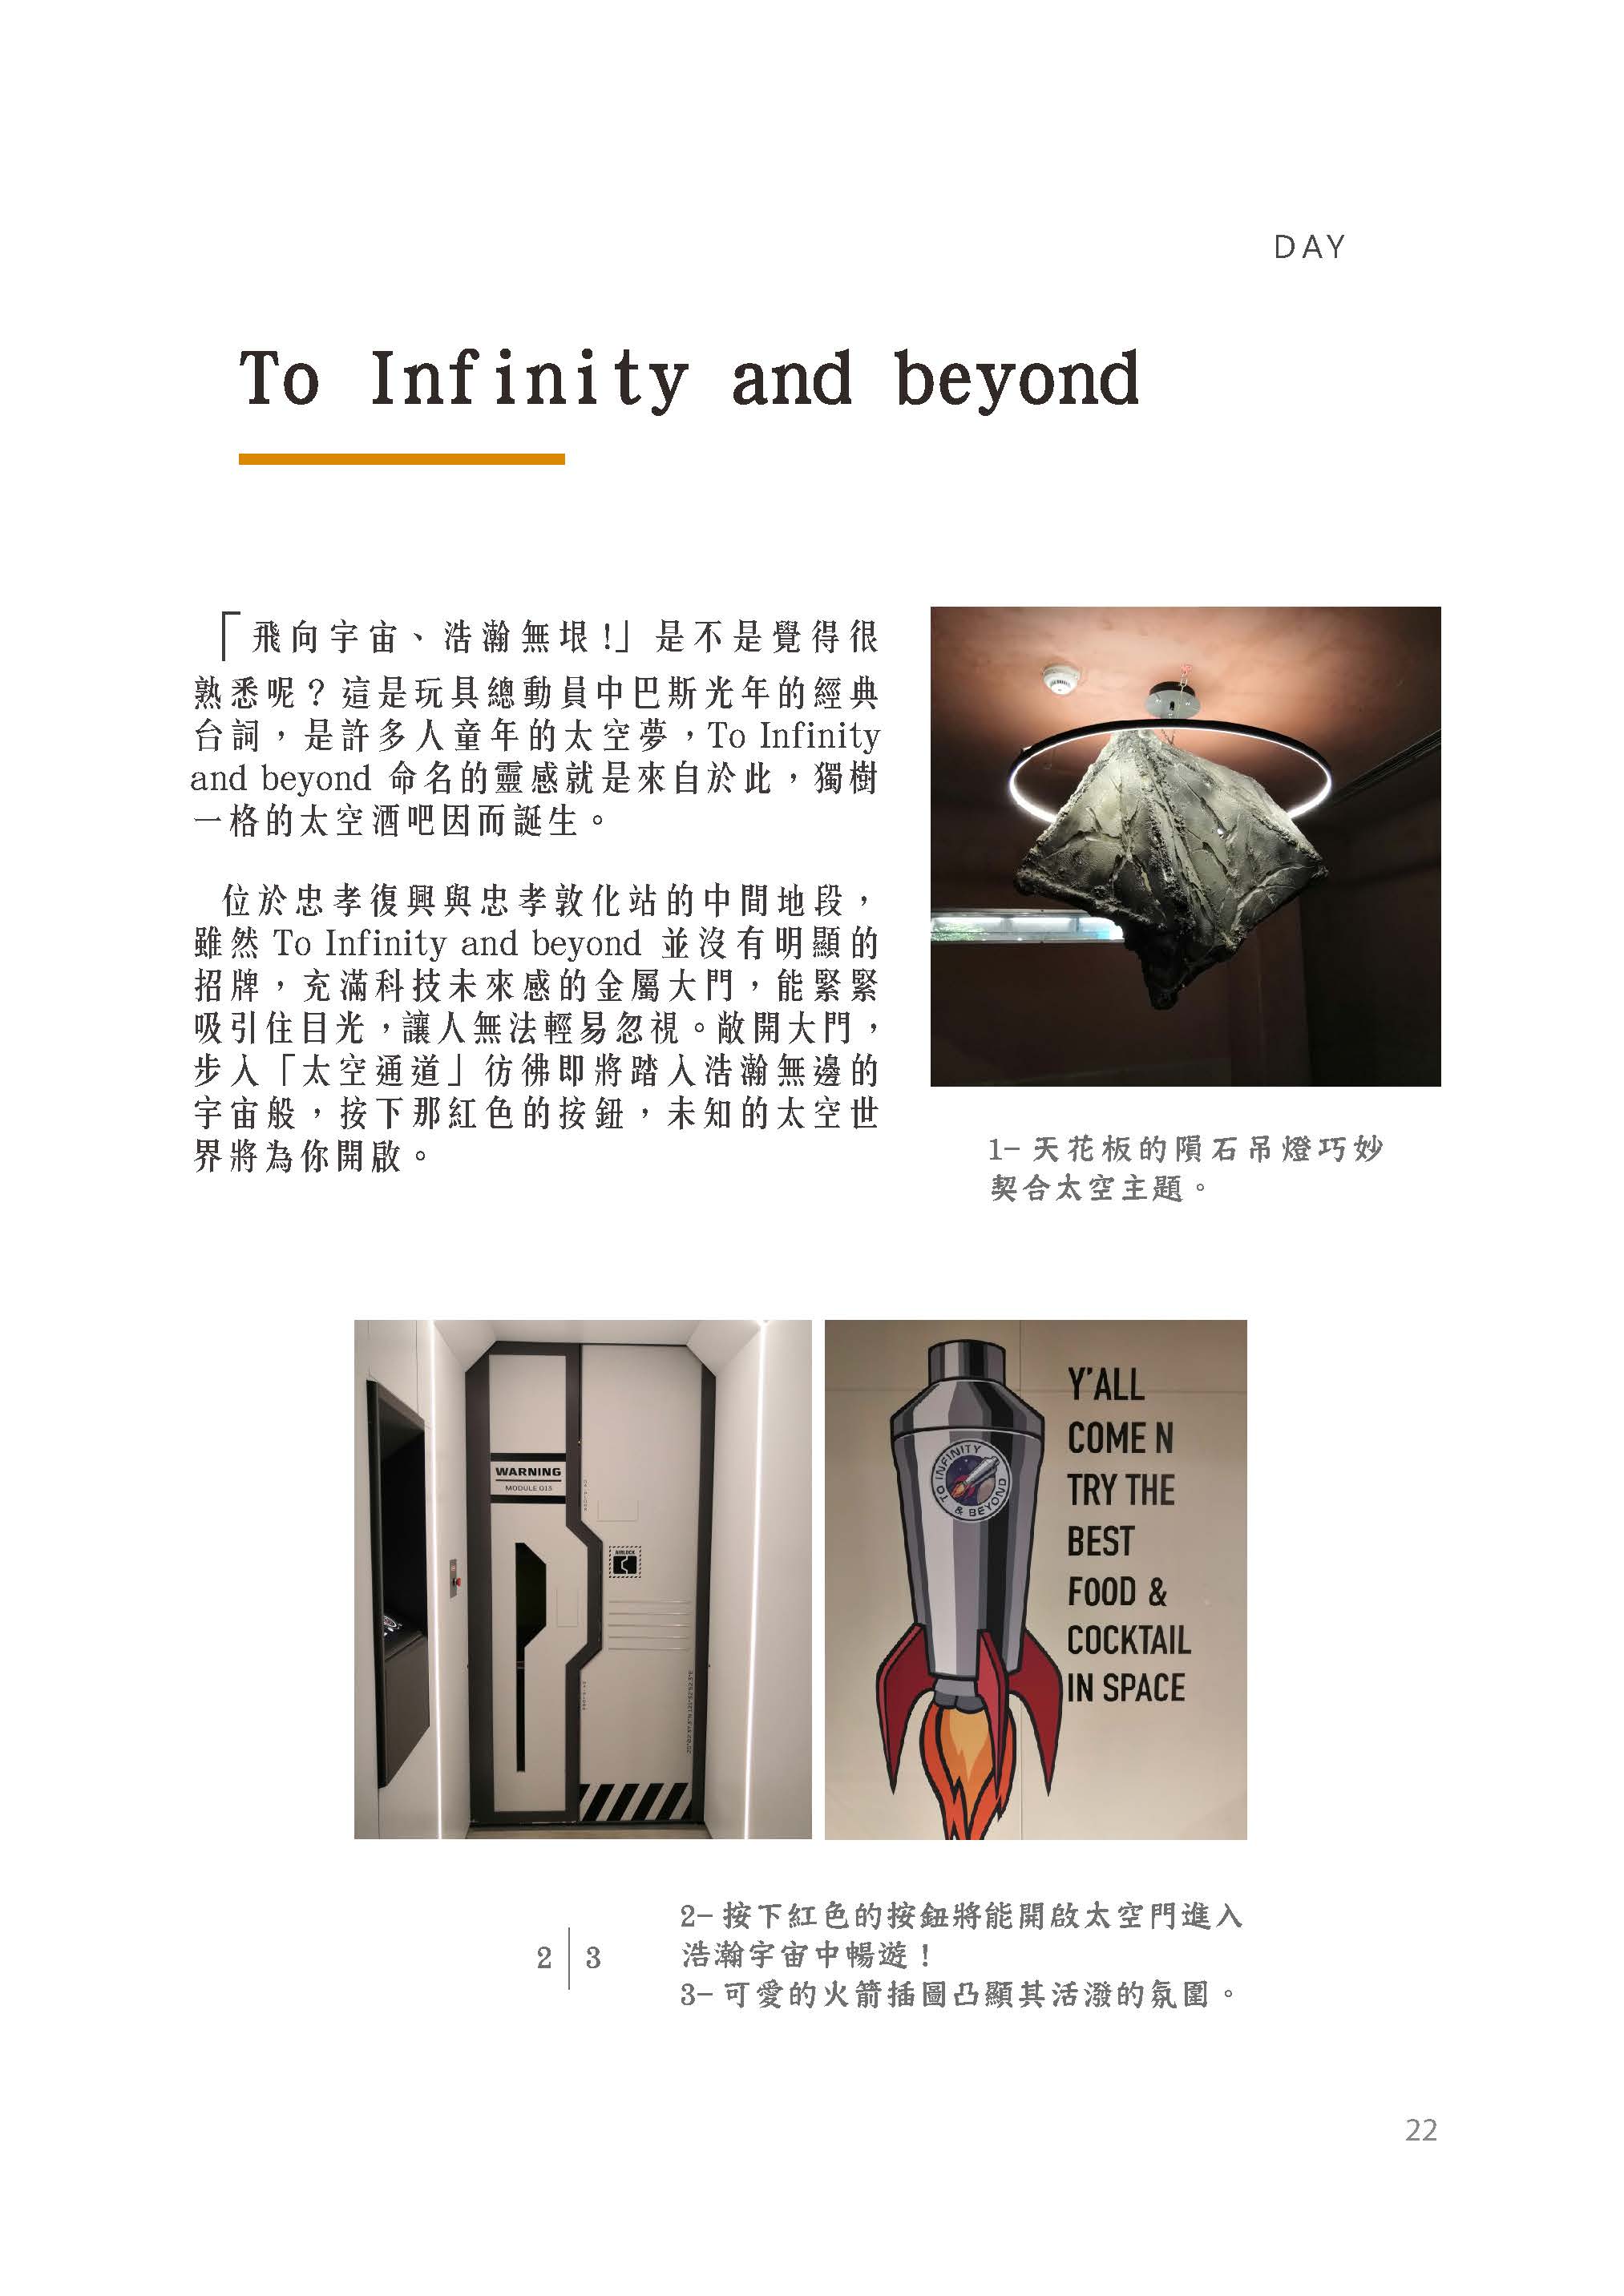 DAY
To Infinity and beyond
「飛向宇宙、浩瀚無垠!」是不是覺得很
熟悉呢？這是玩具總動員中巴斯光年的經典
台詞，是許多人童年的太空夢，To Infinity
and beyond 命名的靈感就是來自於此，獨樹
一格的太空酒吧因而誕生。
位於忠孝復興與忠孝敦化站的中間地段，
雖然 To Infinity and beyond 並沒有明顯的
招牌，充滿科技未來感的金屬大門，能緊緊
吸引住目光，讓人無法輕易忽視。敞開大門，
步入「太空通道」彷彿即將踏入浩瀚無邊的
宇宙般，按下那紅色的按鈕，未知的太空世
界將為你開啟。
1- 天花板的隕石吊燈巧妙
契合太空主題。
WARNING
MODULE 013
AIRLOCK
TO INFINITY
& BEYOND
Y'ALL
COME N
TRY THE
BEST
FOOD &
COCKTAIL
IN SPACE
2 3
2- 按下紅色的按鈕將能開啟太空門進入
浩瀚宇宙中暢遊！
3- 可愛的火箭插圖凸顯其活潑的氛圍。
22